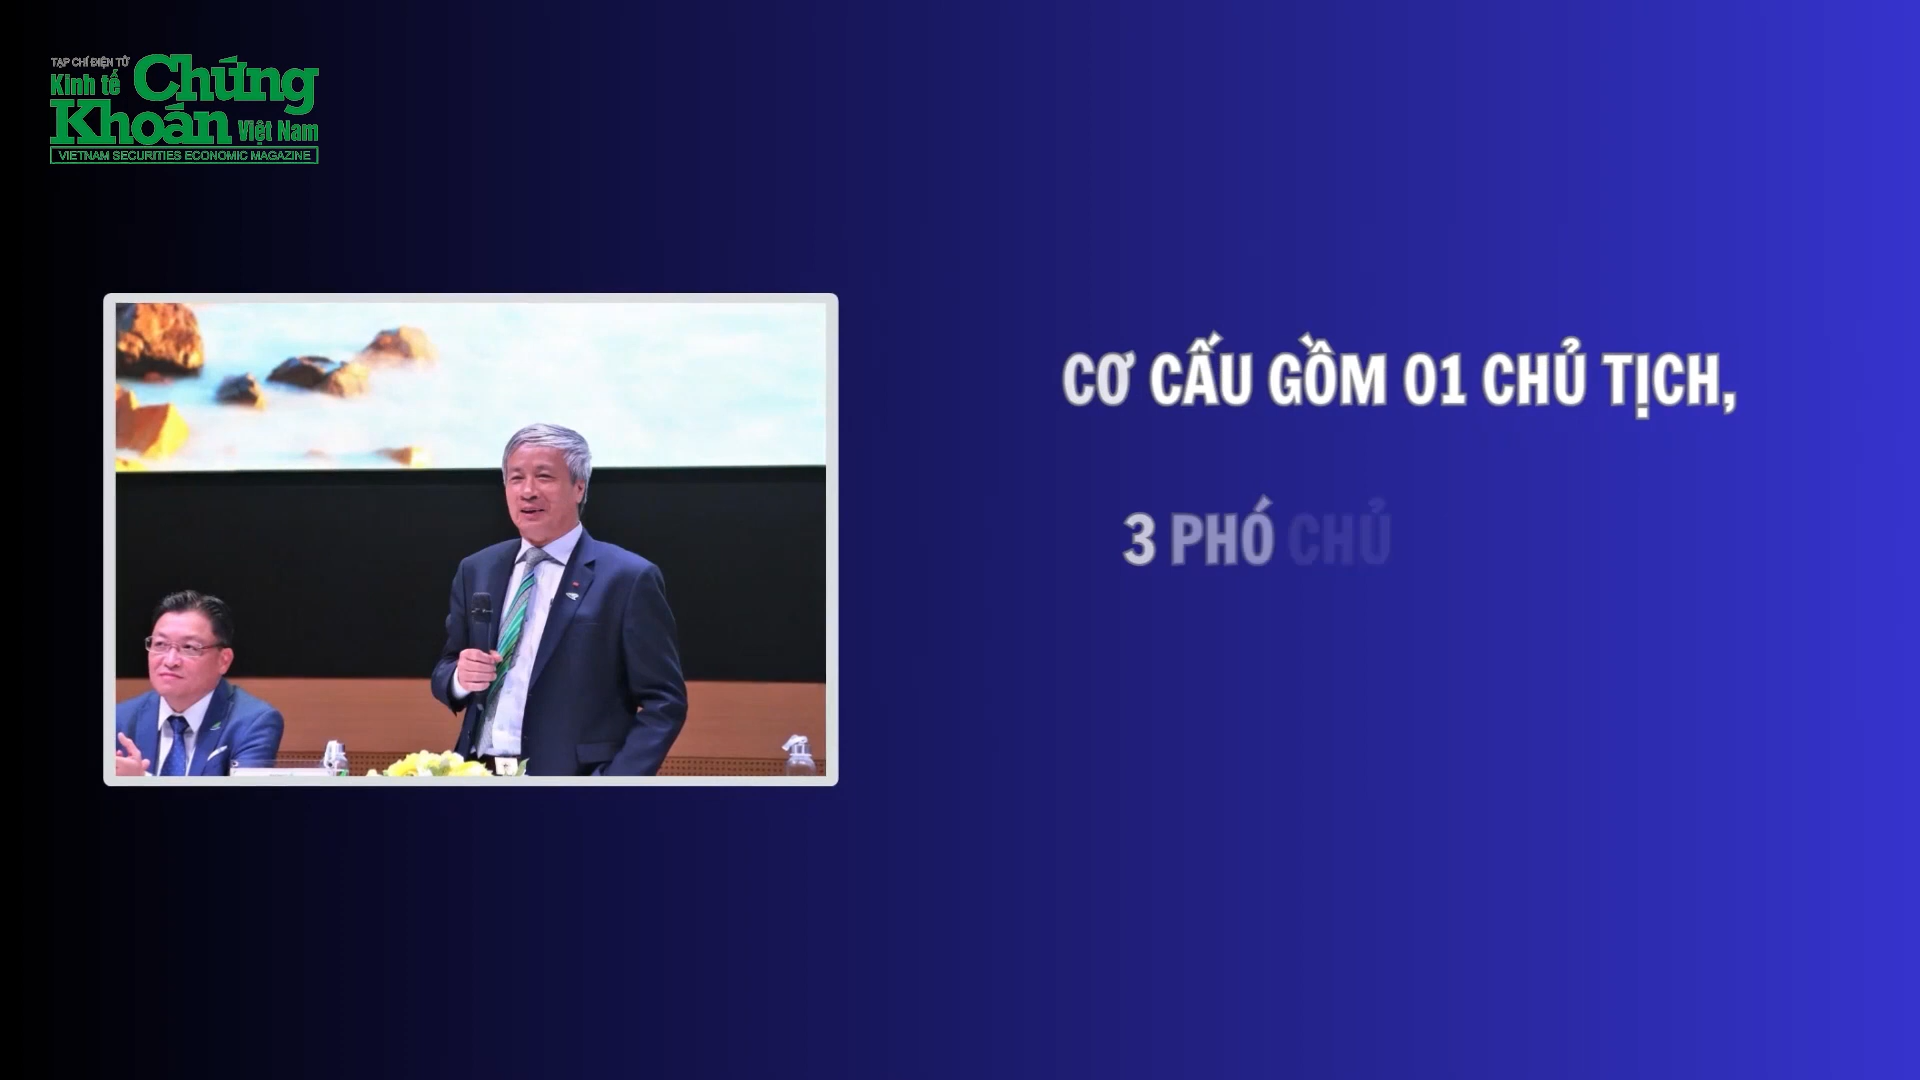 TẠP CHÍ ĐIỆN TỬ
Kinh tế Chứng
Khoán Việt Nam
VIETNAM SECURITIES ECONOMIC MAGAZINE
CƠ CẤU GỒM 01 CHỦ TỊCH,
3 PHÓ CHỦ